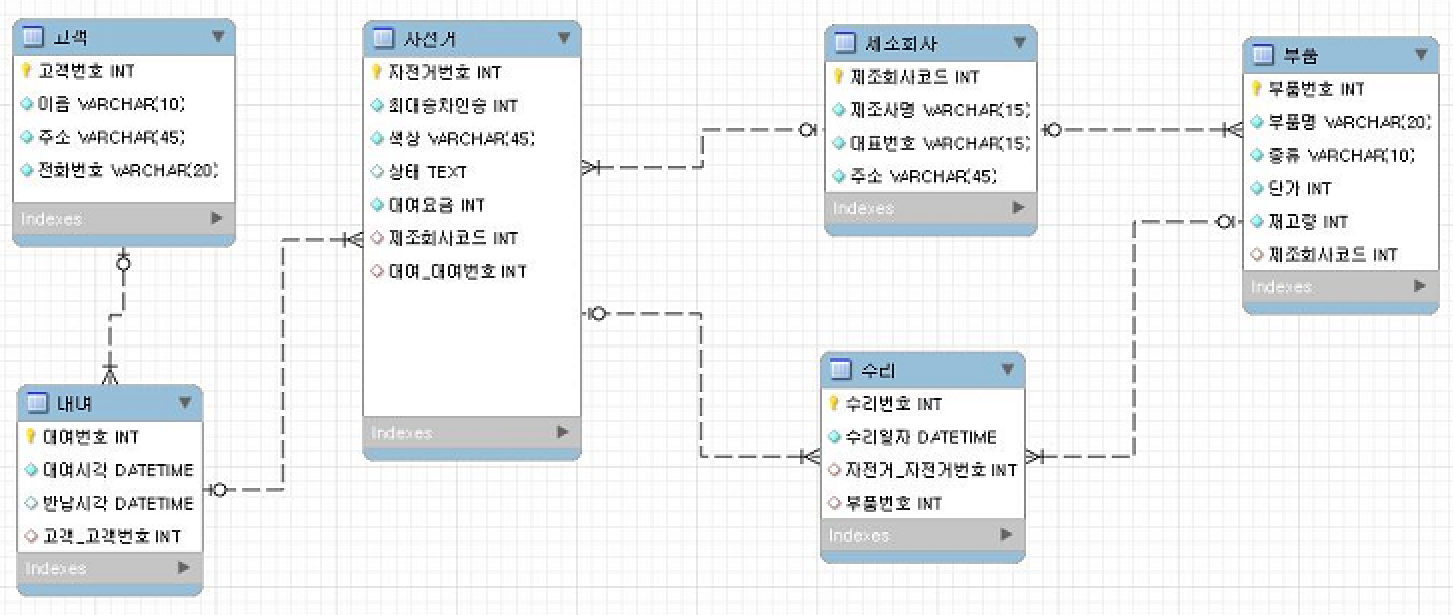 고객
고객번호 INT
이름 VARCHAR(10)
주소 VARCHAR(45)
전화번호 VARCHAR(20)
Indexes
자전거
자전거번호 INT
최대승차인승 INT
색상 VARCHAR(45)
상태 TEXT
대여요금 INT
제조회사코드 INT
대여_대여번호 INT
Indexes
제조회사
제조회사코드 INT
제조사명 VARCHAR(15)
대표번호 VARCHAR(15)
주소 VARCHAR(45)
Indexes
부품
부품번호 INT
부품명 VARCHAR(20)
종류 VARCHAR(10)
단가 INT
재고량 INT
제조회사코드 INT
Indexes
대여
대여번호 INT
대여시각 DATETIME
반납시각 DATETIME
고객_고객번호 INT
Indexes
수리
수리번호 INT
수리일자 DATETIME
자전거_자전거번호 INT
부품번호 INT
Indexes